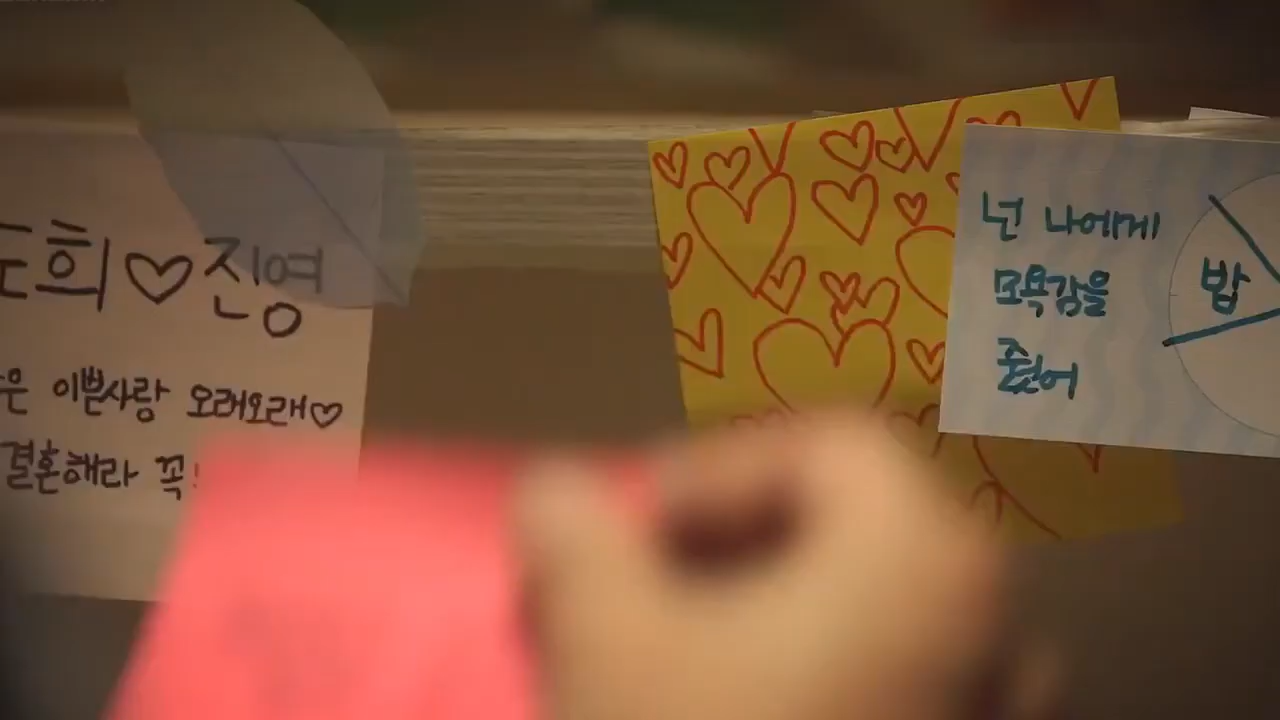 도희♡진영
은 이쁜사랑 오래오래♡
결혼해라 꼭!
넌 나에게
모욕감을
줬어
밥